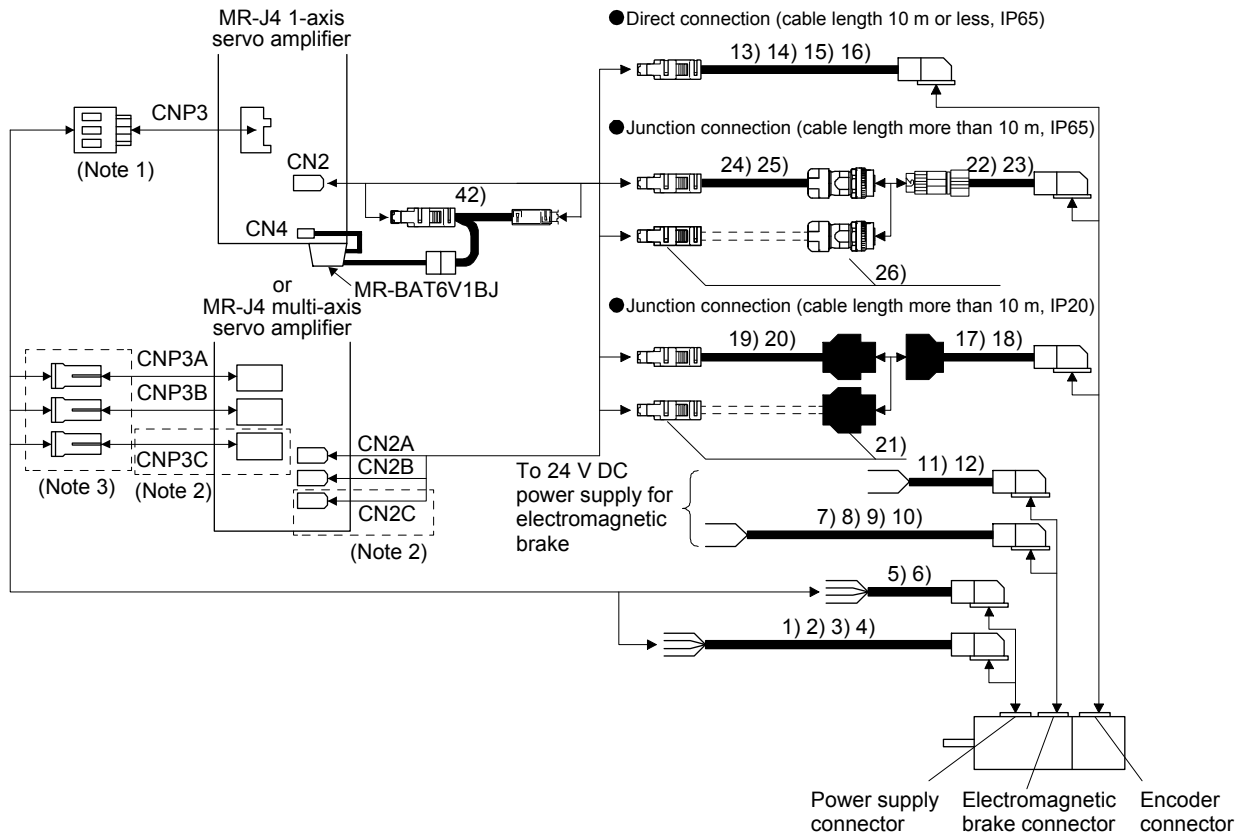 MR-J4 1-axis
servo amplifier
CNP3
(Note 1)
CN2
CN4
42)
MR-BAT6V1BJ
or
MR-J4 multi-axis
servo amplifier
CNP3A
CNP3B
CNP3C
(Note 3)
(Note 2)
CN2A
CN2B
CN2C
(Note 2)
●Direct connection (cable length 10 m or less, IP65)
13) 14) 15) 16)
●Junction connection (cable length more than 10 m, IP65)
24) 25)
22) 23)
26)
●Junction connection (cable length more than 10 m, IP20)
19) 20)
17) 18)
21)
To 24 V DC
power supply for
electromagnetic
brake
11) 12)
7) 8) 9) 10)
5) 6)
1) 2) 3) 4)
Power supply
connector
Electromagnetic
brake connector
Encoder
connector